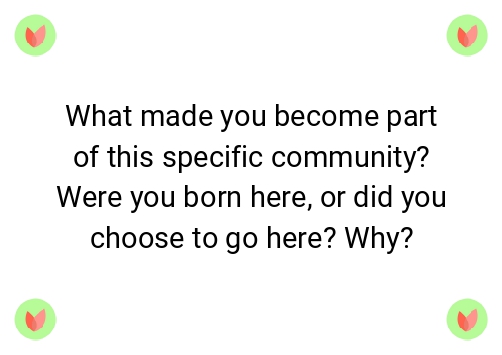 What made you become part
of this specific community?
Were you born here, or did you
choose to go here? Why?